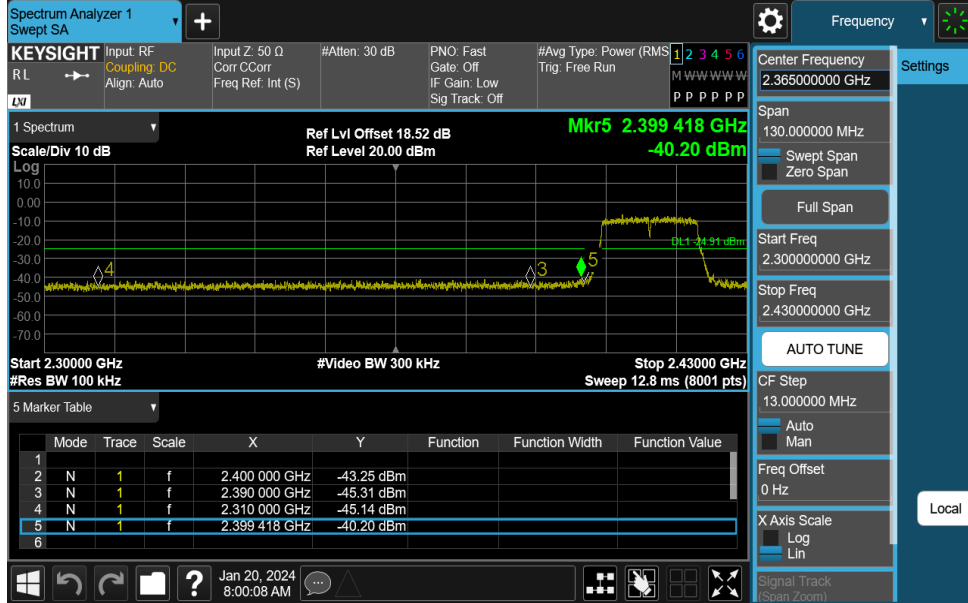 Spectrum Analyzer 1
Swept SA
+
Frequency
KEYSIGHT
RL
LXI
Input: RF
Coupling: DC
Align: Auto
Input Z: 50 Ω
Corr CCorr
Freq Ref: Int (S)
#Atten: 30 dB
PNO: Fast
Gate: Off
IF Gain: Low
Sig Track: Off
#Avg Type: Power (RMS
Trig: Free Run
1 2 3 4 5 6
M W W W W W
P P P P P P
1 Spectrum
Scale/Div 10 dB
Log
Ref Lvl Offset 18.52 dB
Ref Level 20.00 dBm
Mkr5 2.399 418 GHz
-40.20 dBm
10.0
0.00
-10.0
-20.0
-30.0
-40.0
-50.0
-60.0
-70.0
DL1 -24.91 dBm
4
3
5
Start 2.30000 GHz
#Res BW 100 kHz
#Video BW 300 kHz
Stop 2.43000 GHz
Sweep 12.8 ms (8001 pts)
5 Marker Table
Mode Trace Scale X Y Function Function Width Function Value
1
2 N 1 f 2.400 000 GHz -43.25 dBm
3 N 1 f 2.390 000 GHz -45.31 dBm
4 N 1 f 2.310 000 GHz -45.14 dBm
5 N 1 f 2.399 418 GHz -40.20 dBm
6
?
Jan 20, 2024
8:00:08 AM
Center Frequency
2.365000000 GHz
Span
130.000000 MHz
Swept Span
Zero Span
Full Span
Start Freq
2.300000000 GHz
Stop Freq
2.430000000 GHz
AUTO TUNE
CF Step
13.000000 MHz
Auto
Man
Freq Offset
0 Hz
X Axis Scale
Log
Lin
Signal Track
(Span Zoom)
Settings
Local